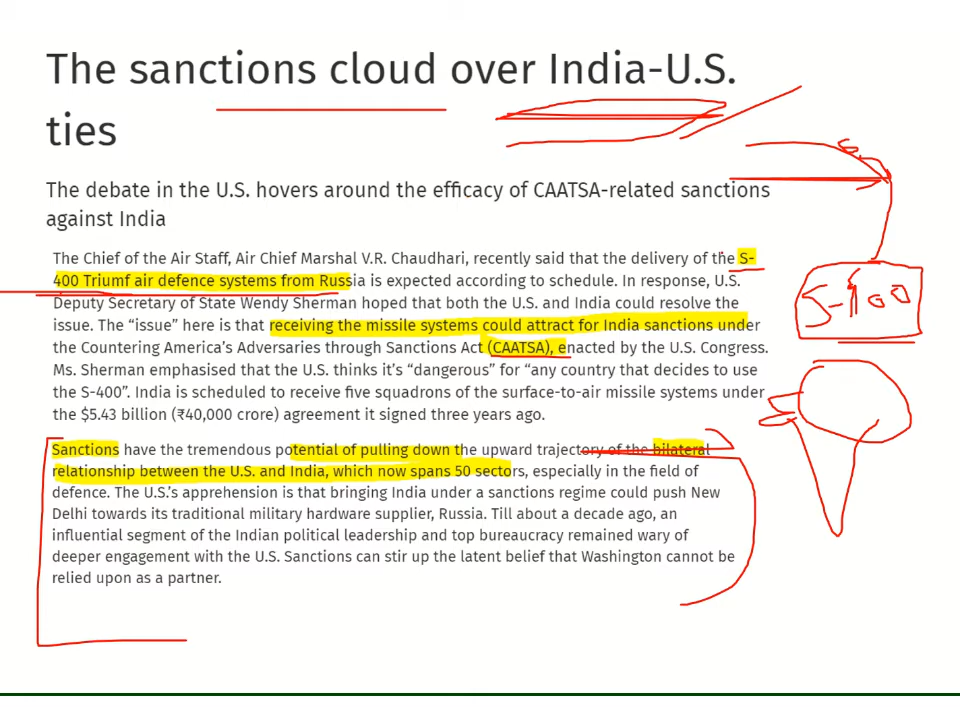 The sanctions cloud over India-U.S.
ties
The debate in the U.S. hovers around the efficacy of CAATSA-related sanctions
against India
The Chief of the Air Staff, Air Chief Marshal V.R. Chaudhari, recently said that the delivery of the S-
400 Triumf air defence systems from Russia is expected according to schedule. In response, U.S.
Deputy Secretary of State Wendy Sherman hoped that both the U.S. and India could resolve the
issue. The “issue” here is that receiving the missile systems could attract for India sanctions under
the Countering America’s Adversaries through Sanctions Act (CAATSA), enacted by the U.S. Congress.
Ms. Sherman emphasised that the U.S. thinks it’s “dangerous” for “any country that decides to use
the S-400”. India is scheduled to receive five squadrons of the surface-to-air missile systems under
the $5.43 billion (₹40,000 crore) agreement it signed three years ago.
S-400
Sanctions have the tremendous potential of pulling down the upward trajectory of the bilateral
relationship between the U.S. and India, which now spans 50 sectors, especially in the field of
defence. The U.S.’s apprehension is that bringing India under a sanctions regime could push New
Delhi towards its traditional military hardware supplier, Russia. Till about a decade ago, an
influential segment of the Indian political leadership and top bureaucracy remained wary of
deeper engagement with the U.S. Sanctions can stir up the latent belief that Washington cannot be
relied upon as a partner.